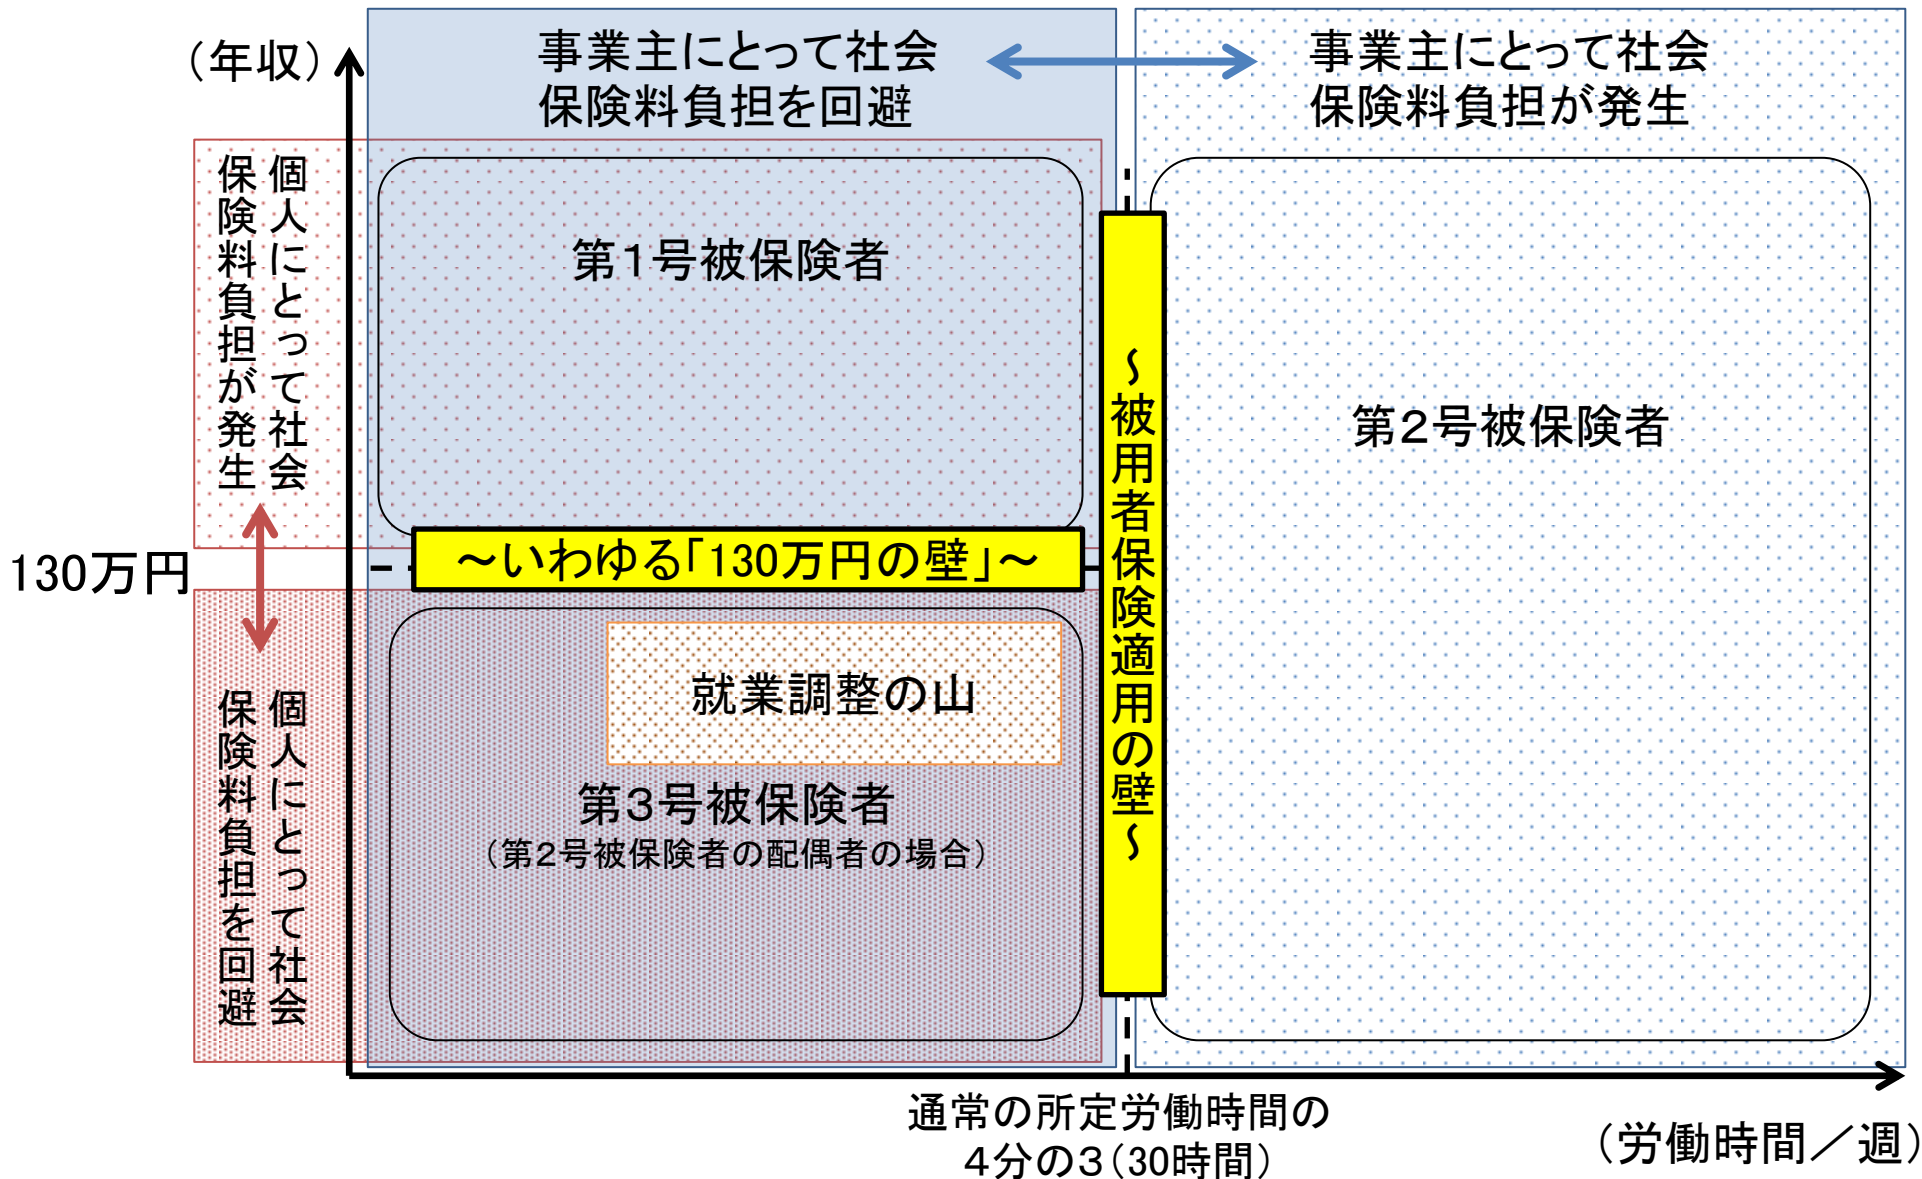 （年収）
事業主にとって社会
保険料負担を回避
事業主にとって社会
保険料負担が発生
個人にとって社会
保険料負担が発生
第１号被保険者
～被用者保険適用の壁～
第２号被保険者
130万円
～いわゆる「130万円の壁」～
個人にとって社会
保険料負担を回避
就業調整の山
第３号被保険者
（第２号被保険者の配偶者の場合）
通常の所定労働時間の
４分の３（30時間）
（労働時間／週）